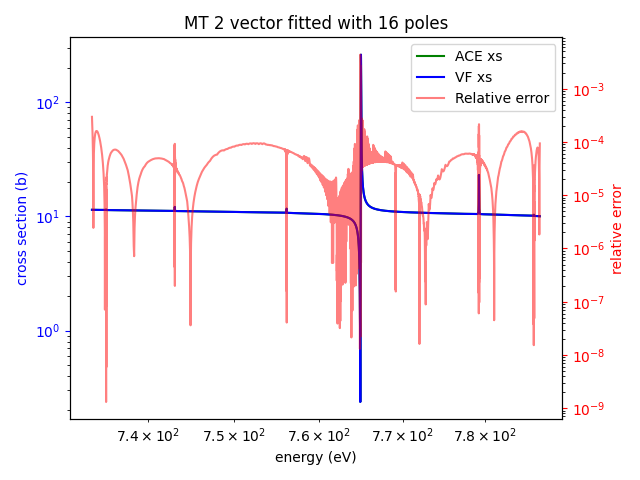 MT 2 vector fitted with 16 poles
ACE xs
VF xs
Relative error
cross section (b)
10²
10¹
10⁰
10⁻³
10⁻⁴
10⁻⁵
10⁻⁶
10⁻⁷
10⁻⁸
10⁻⁹
relative error
7.4 × 10² 7.5 × 10² 7.6 × 10² 7.7 × 10² 7.8 × 10²
energy (eV)